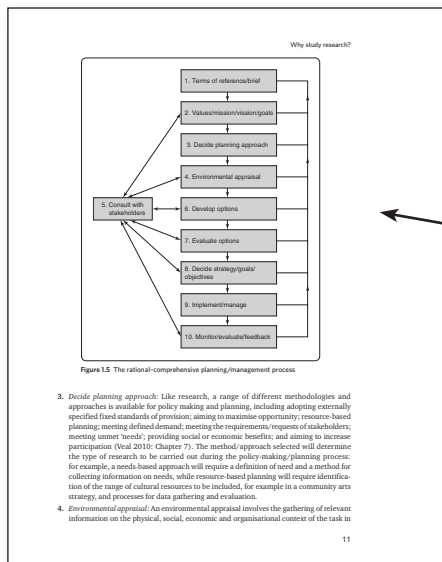 Why study research?
1. Terms of reference/brief
2. Values/mission/vission/goals
3. Decide planning approach
4. Environmental appraisal
5. Consult with
stakeholders
6. Develop options
7. Evaluate options
8. Decide strategy/goals/
objectives
9. Implement/manage
10. Monitor/evaluate/feedback
Figure 1.5 The rational–comprehensive planning/management process
3. Decide planning approach: Like research, a range of different methodologies and
approaches is available for policy making and planning, including adopting externally
specified fixed standards of provision; aiming to maximise opportunity; resource-based
planning; meeting defined demand; meeting the requirements/requests of stakeholders;
meeting unmet 'needs'; providing social or economic benefits; and aiming to increase
participation (Veal 2010: Chapter 7). The method/approach selected will determine
the type of research to be carried out during the policy-making/planning process:
for example, a needs-based approach will require a definition of need and a method for
collecting information on needs, while resource-based planning will require identifica-
tion of the range of cultural resources to be included, for example in a community arts
strategy, and processes for data gathering and evaluation.
4. Environmental appraisal: An environmental appraisal involves the gathering of relevant
information on the physical, social, economic and organisational context of the task in
11